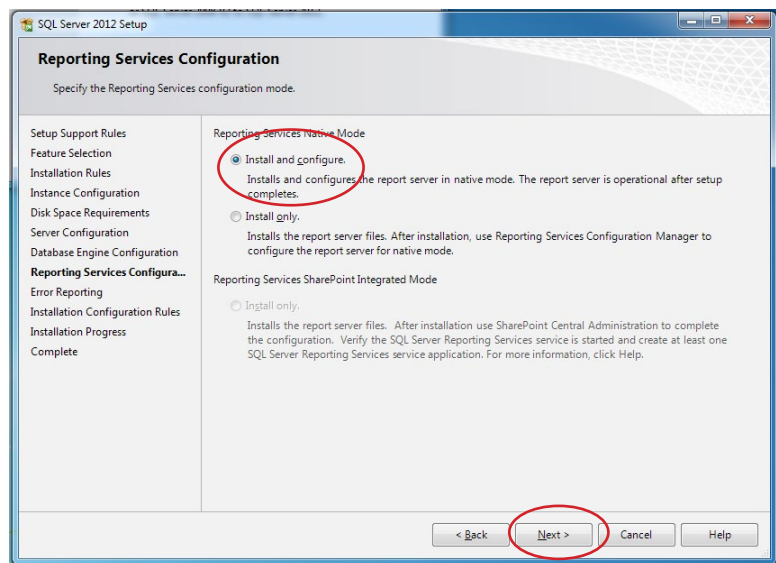 SQL Server 2012 Setup
Reporting Services Configuration
Specify the Reporting Services configuration mode.
Setup Support Rules
Feature Selection
Installation Rules
Instance Configuration
Disk Space Requirements
Server Configuration
Database Engine Configuration
Reporting Services Configura...
Error Reporting
Installation Configuration Rules
Installation Progress
Complete
Reporting Services Native Mode
Install and configure.
Installs and configures the report server in native mode. The report server is operational after setup
completes.
Install only.
Installs the report server files. After installation, use Reporting Services Configuration Manager to
configure the report server for native mode.
Reporting Services SharePoint Integrated Mode
Install only.
Installs the report server files. After installation use SharePoint Central Administration to complete
the configuration. Verify the SQL Server Reporting Services service is started and create at least one
SQL Server Reporting Services service application. For more information, click Help.
< Back
Next >
Cancel
Help